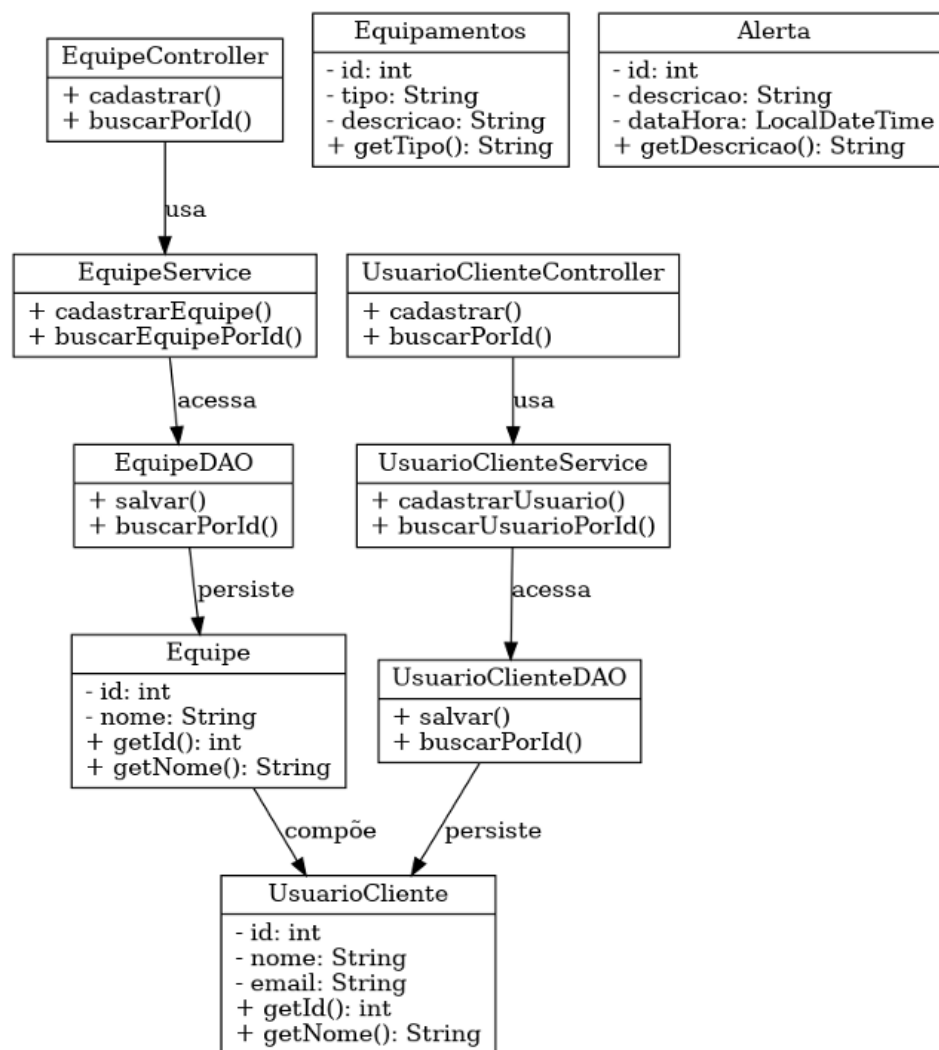 EquipeController
+ cadastrar()
+ buscarPorId()
Equipamentos
- id: int
- tipo: String
- descricao: String
+ getTipo(): String
Alerta
- id: int
- descricao: String
- dataHora: LocalDateTime
+ getDescricao(): String
usa
EquipeService
+ cadastrarEquipe()
+ buscarEquipePorId()
UsuarioClienteController
+ cadastrar()
+ buscarPorId()
acessa
usa
EquipeDAO
+ salvar()
+ buscarPorId()
UsuarioClienteService
+ cadastrarUsuario()
+ buscarUsuarioPorId()
persiste
acessa
Equipe
- id: int
- nome: String
+ getId(): int
+ getNome(): String
UsuarioClienteDAO
+ salvar()
+ buscarPorId()
compõe
persiste
UsuarioCliente
- id: int
- nome: String
- email: String
+ getId(): int
+ getNome(): String